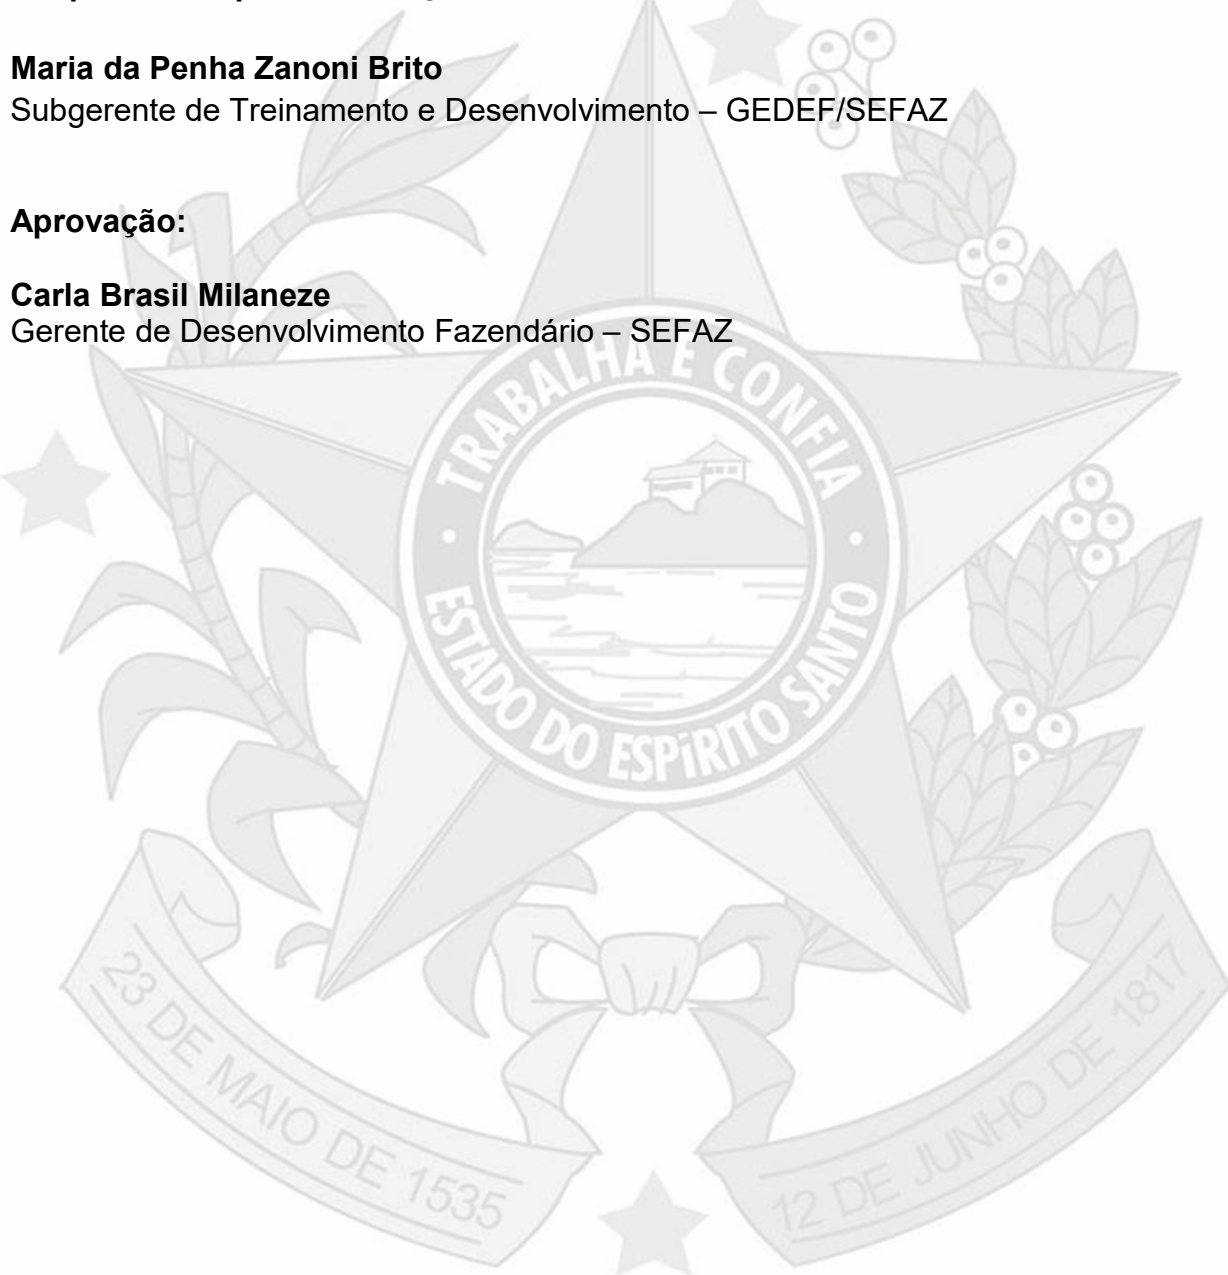 Maria da Penha Zanoni Brito
Subgerente de Treinamento e Desenvolvimento – GEDEF/SEFAZ
Aprovação:
Carla Brasil Milaneze
Gerente de Desenvolvimento Fazendário – SEFAZ
TRABALHA E CONFIA
ESTADO DO ESPÍRITO SANTO
23 DE MAIO DE 1535
12 DE JUNHO DE 1817